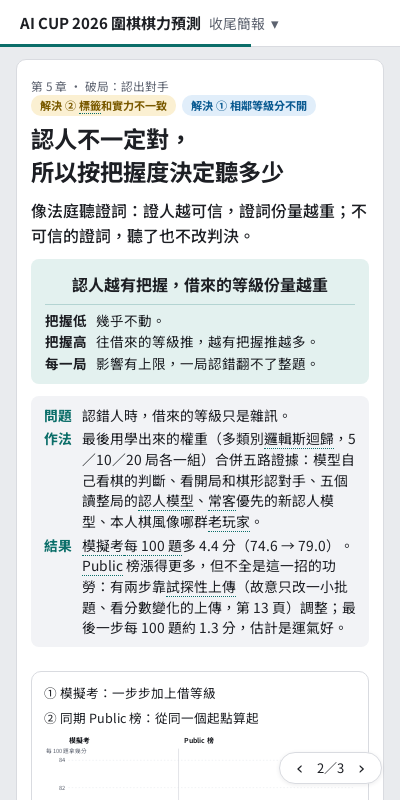 AI CUP 2026 圍棋棋力預測 收尾簡報 ▼
第 5 章 · 破局：認出對手
解決 ② 標籤和實力不一致 解決 ① 相鄰等級分不開
認人不一定對，
所以按把握度決定聽多少
像法庭聽證詞：證人越可信，證詞份量越重；不
可信的證詞，聽了也不改判決。
認人越有把握，借來的等級份量越重
把握低 幾乎不動。
把握高 往借來的等級推，越有把握推越多。
每一局 影響有上限，一局認錯翻不了整題。
問題 認錯人時，借來的等級只是雜訊。
作法 最後用學出來的權重（多類別邏輯斯迴歸，5
／10／20 局各一組）合併五路證據：模型自
己看棋的判斷、看開局和棋形認對手、五個
讀整局的認人模型、常客優先的新認人模
型、本人棋風像哪群老玩家。
結果 模擬考每 100 題多 4.4 分（74.6 → 79.0）。
Public 榜漲得更多，但不全是這一招的功
勞：有兩步靠試探性上傳（故意只改一小批
題、看分數變化的上傳，第 13 頁）調整；最
後一步每 100 題約 1.3 分，估計是運氣好。
① 模擬考：一步步加上借等級
② 同期 Public 榜：從同一個起點算起
模擬考 Public 榜
每 100 題拿幾分
84
‹ 2／3 ›
82